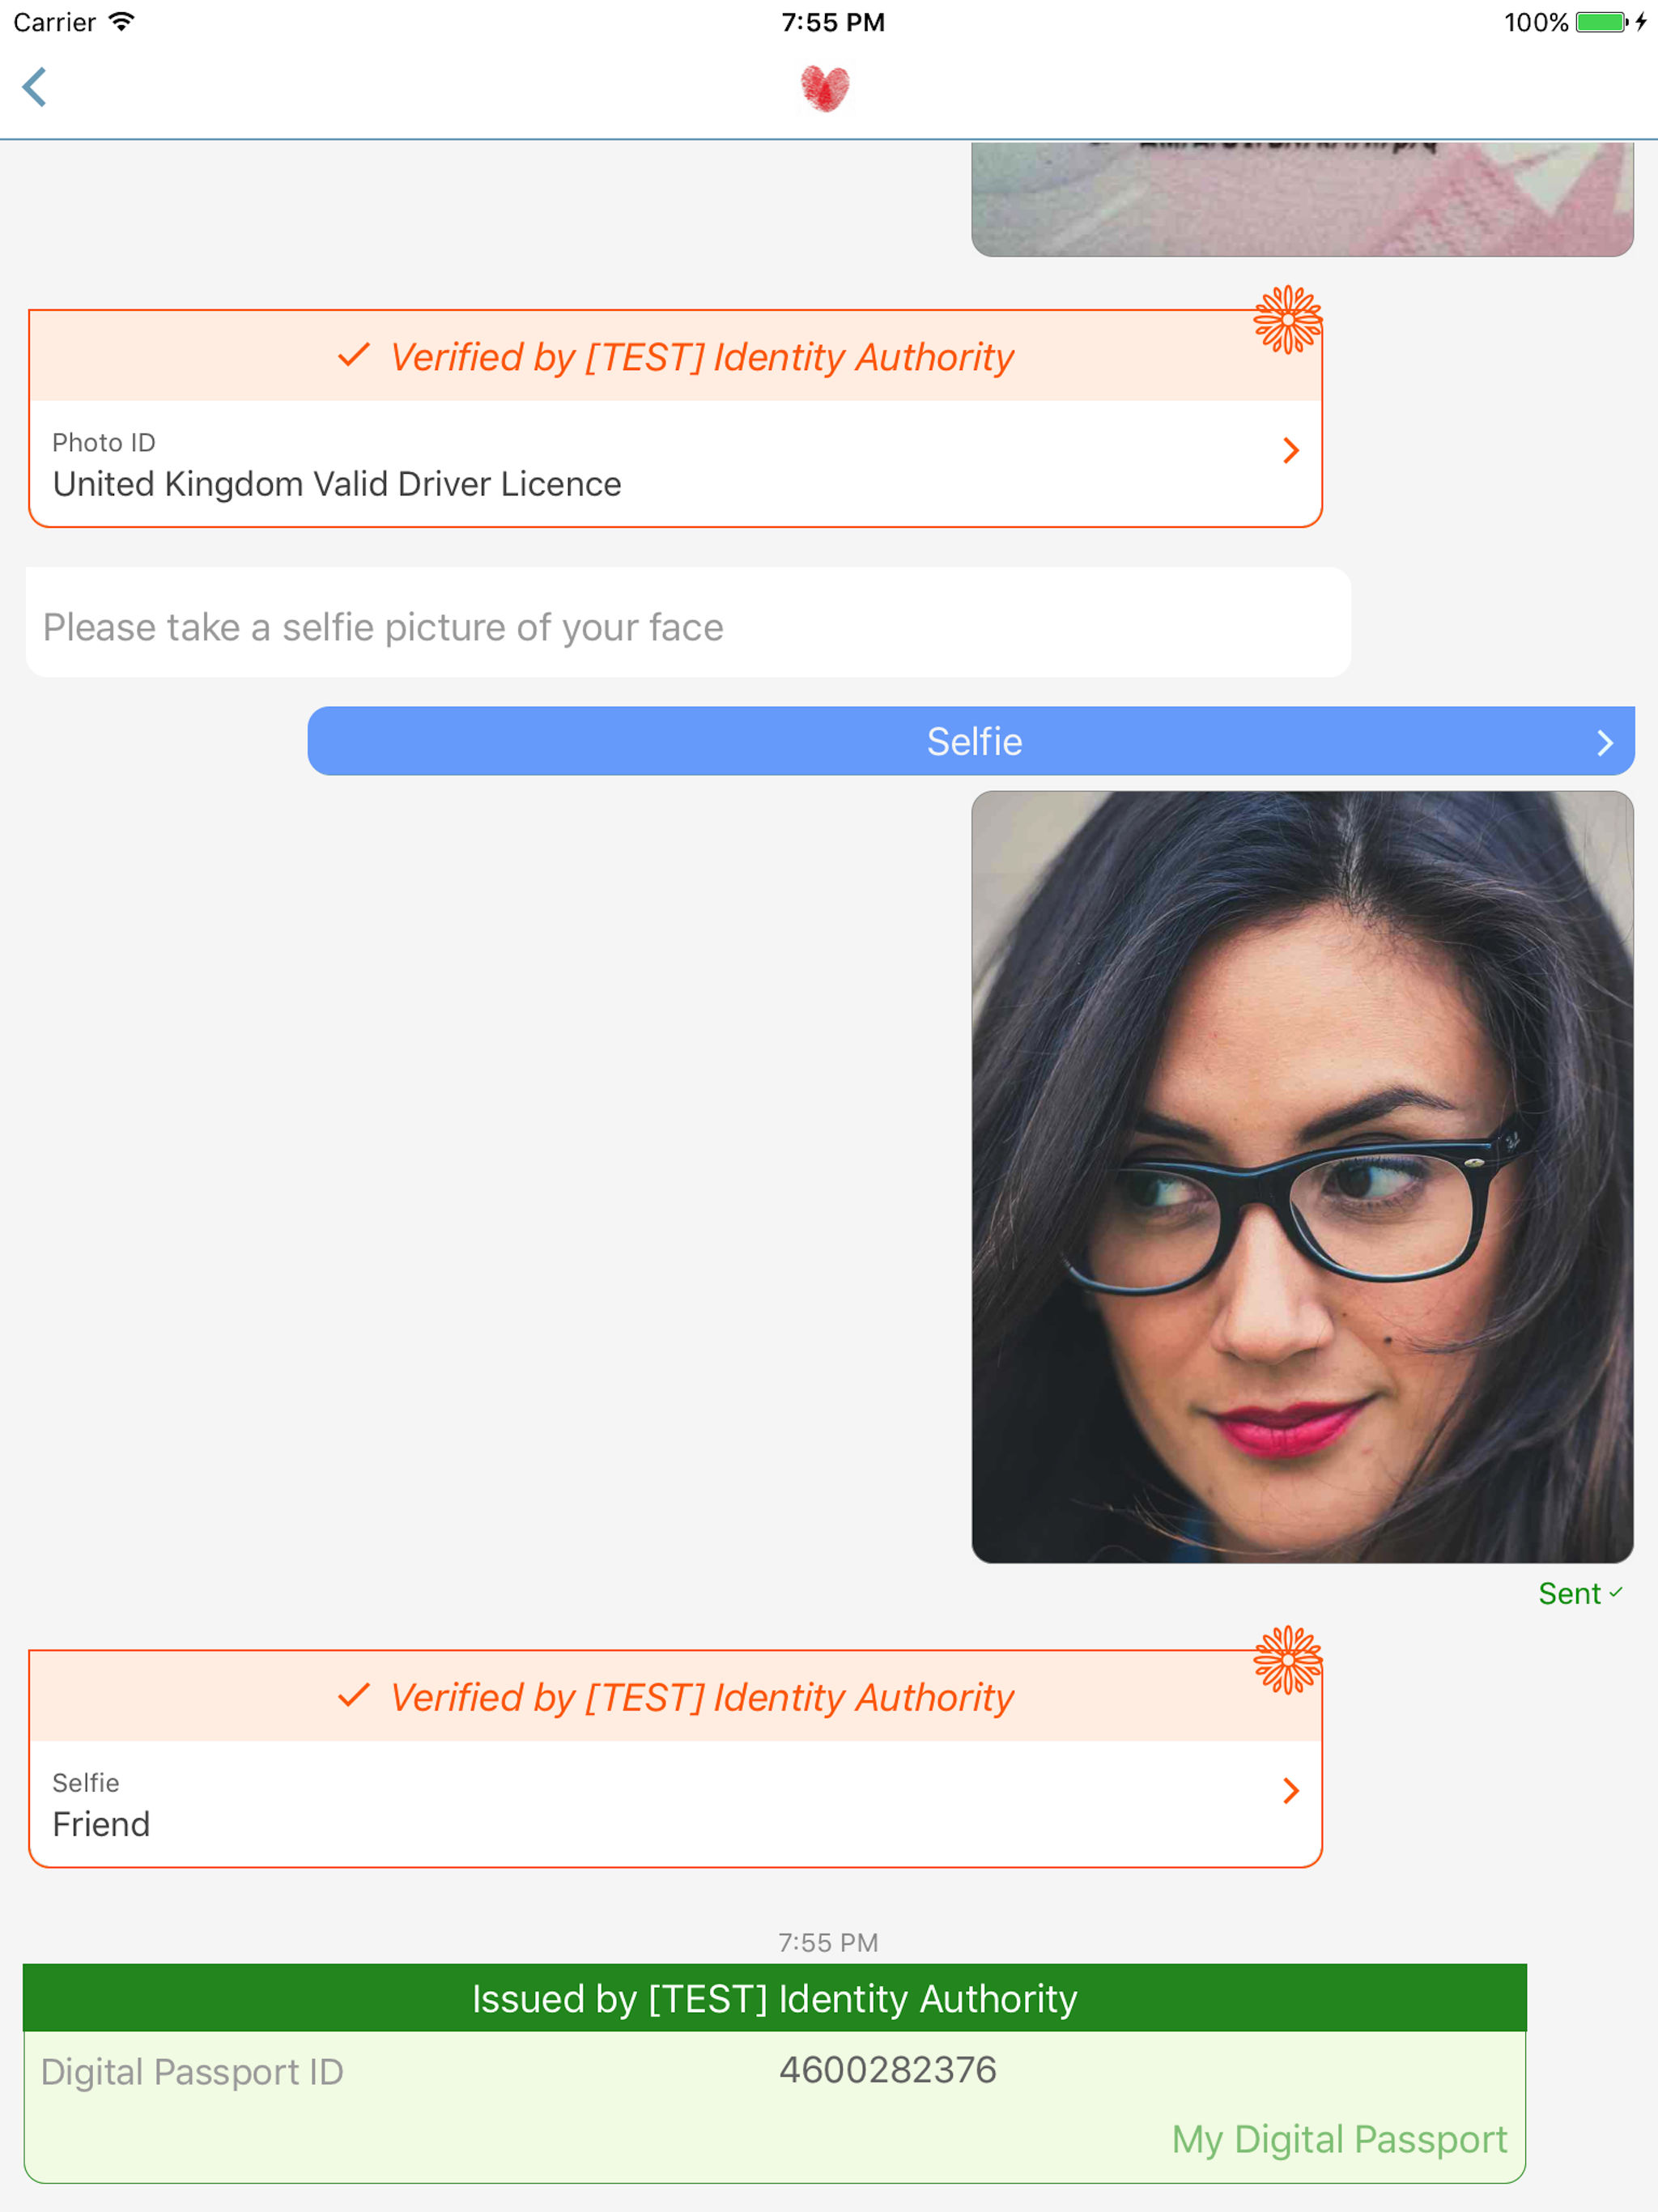 Carrier 7:55 PM 100%
Verified by [TEST] Identity Authority
Photo ID
United Kingdom Valid Driver Licence
Please take a selfie picture of your face
Selfie
Sent
Verified by [TEST] Identity Authority
Selfie
Friend
7:55 PM
Issued by [TEST] Identity Authority
Digital Passport ID 4600282376
My Digital Passport